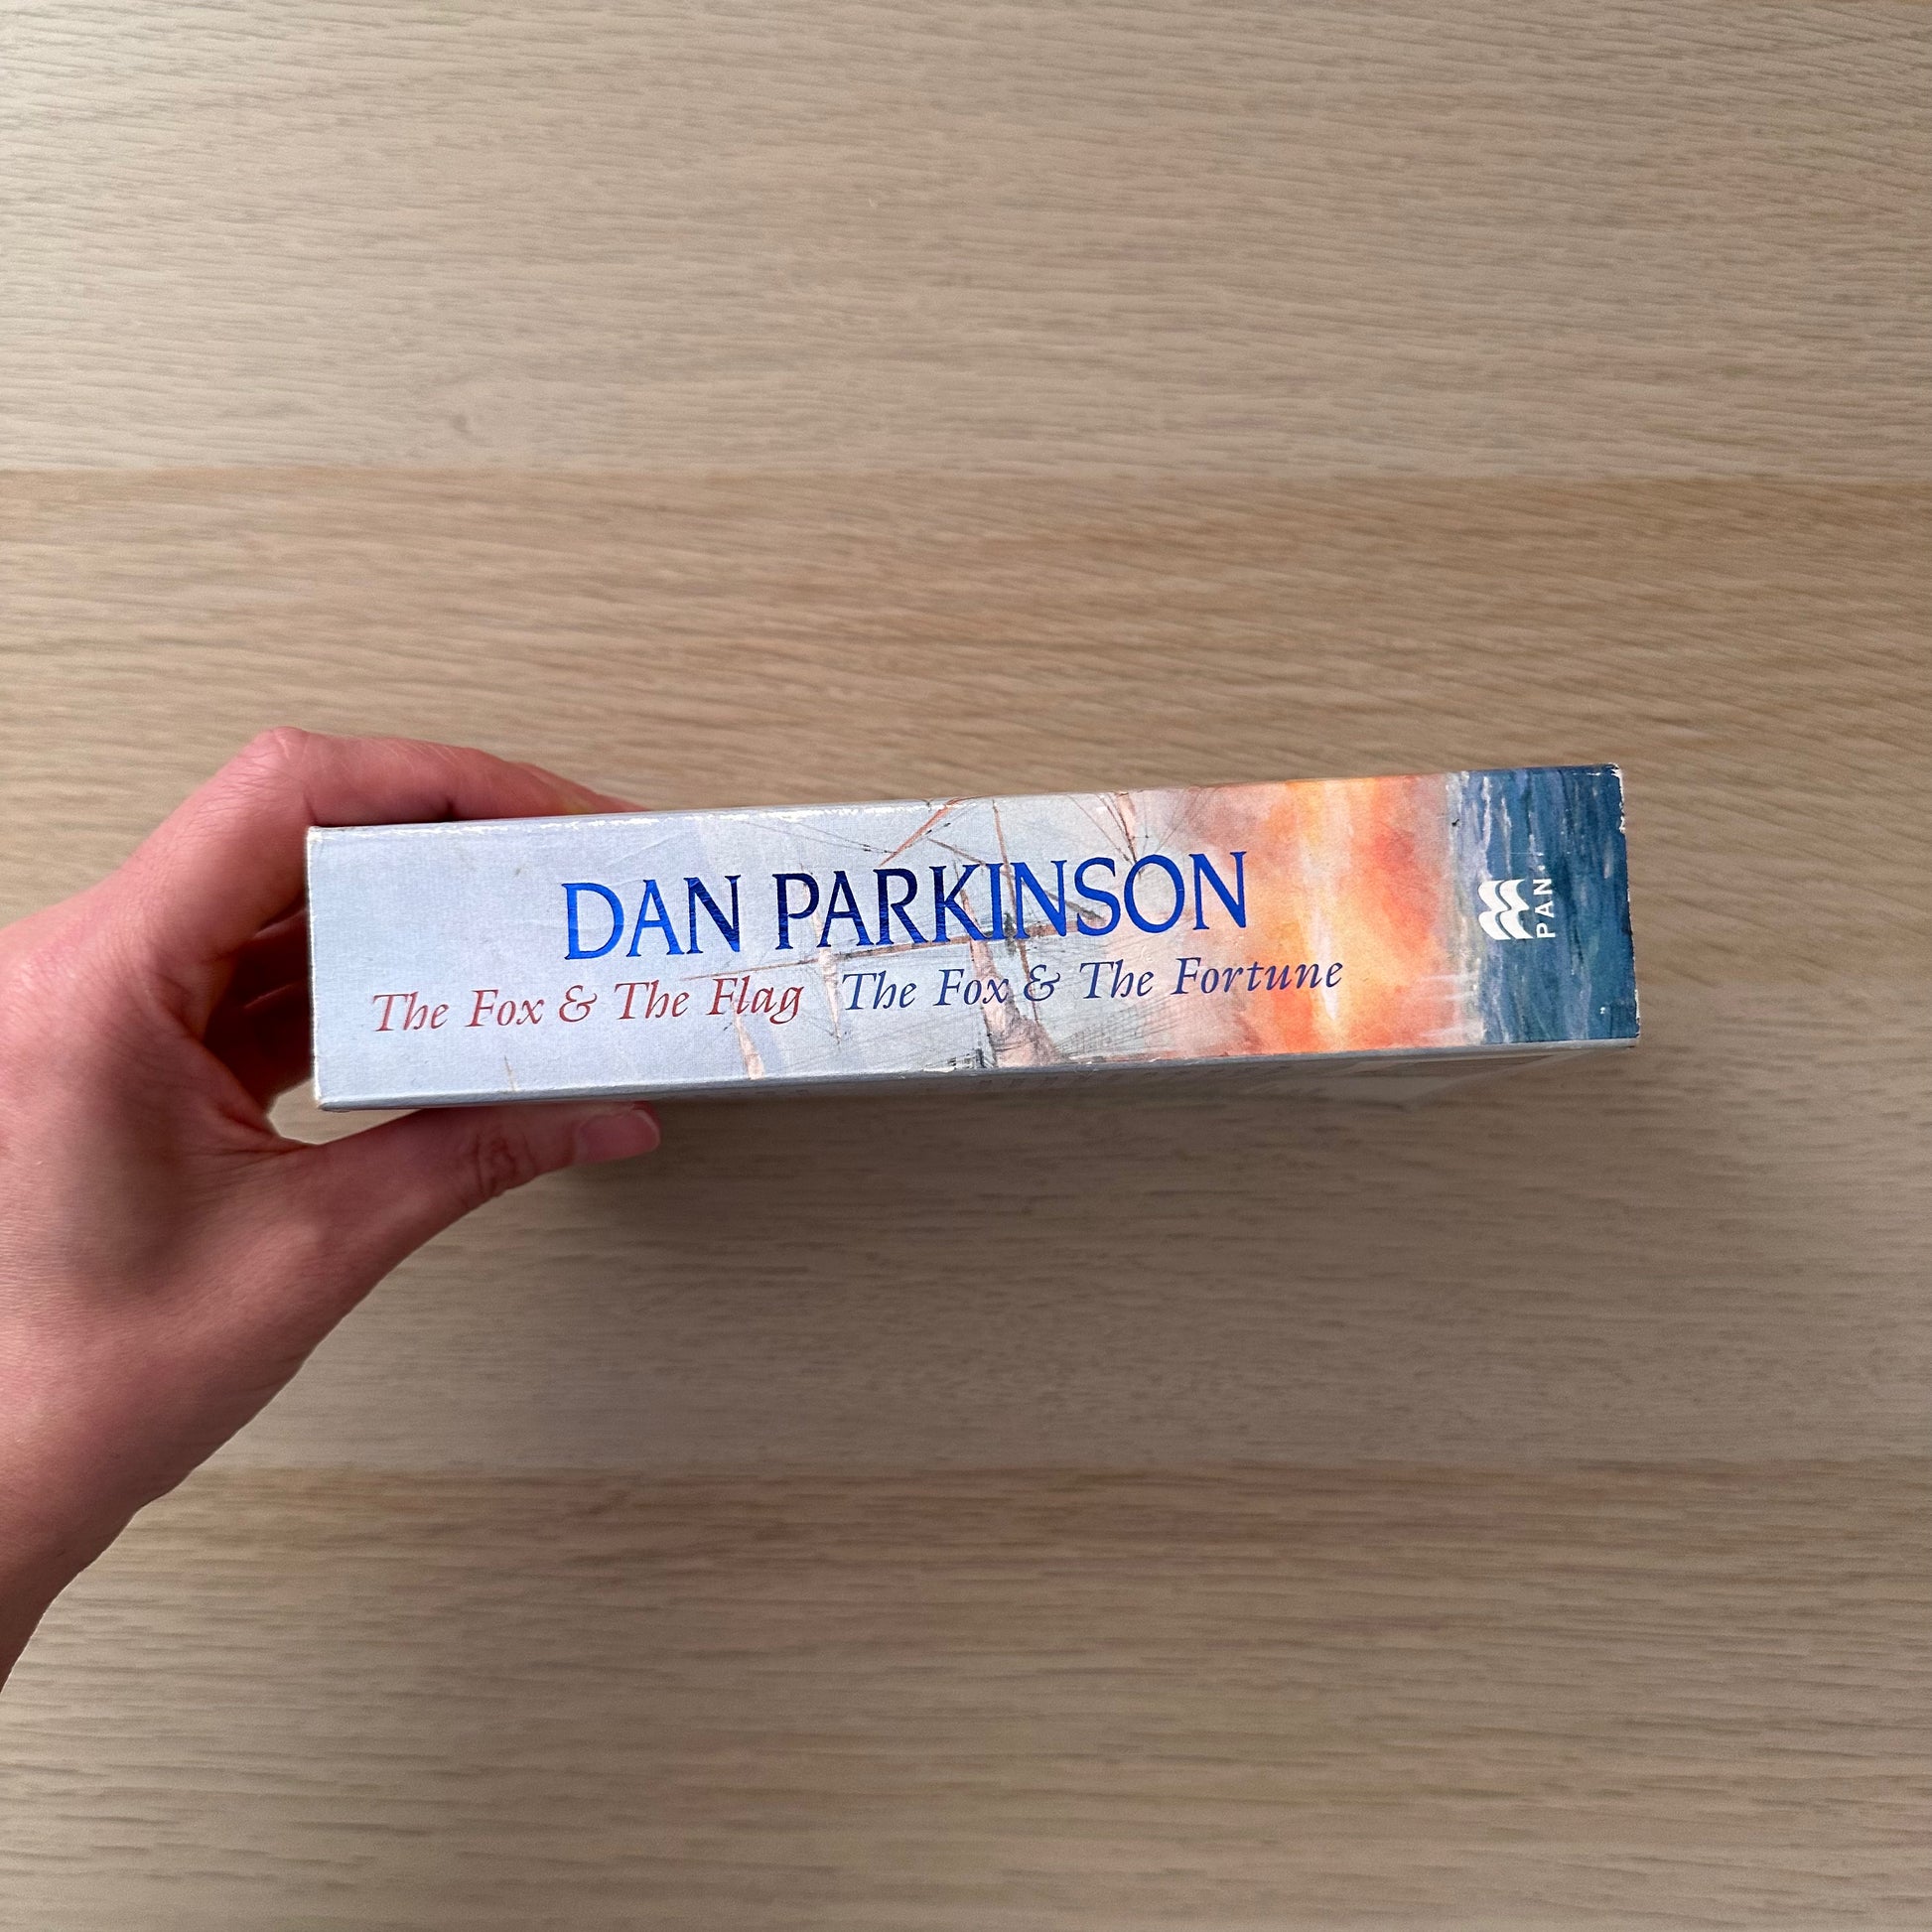 DAN PARKINSON
The Fox & The Flag The Fox & The Fortune
PAN